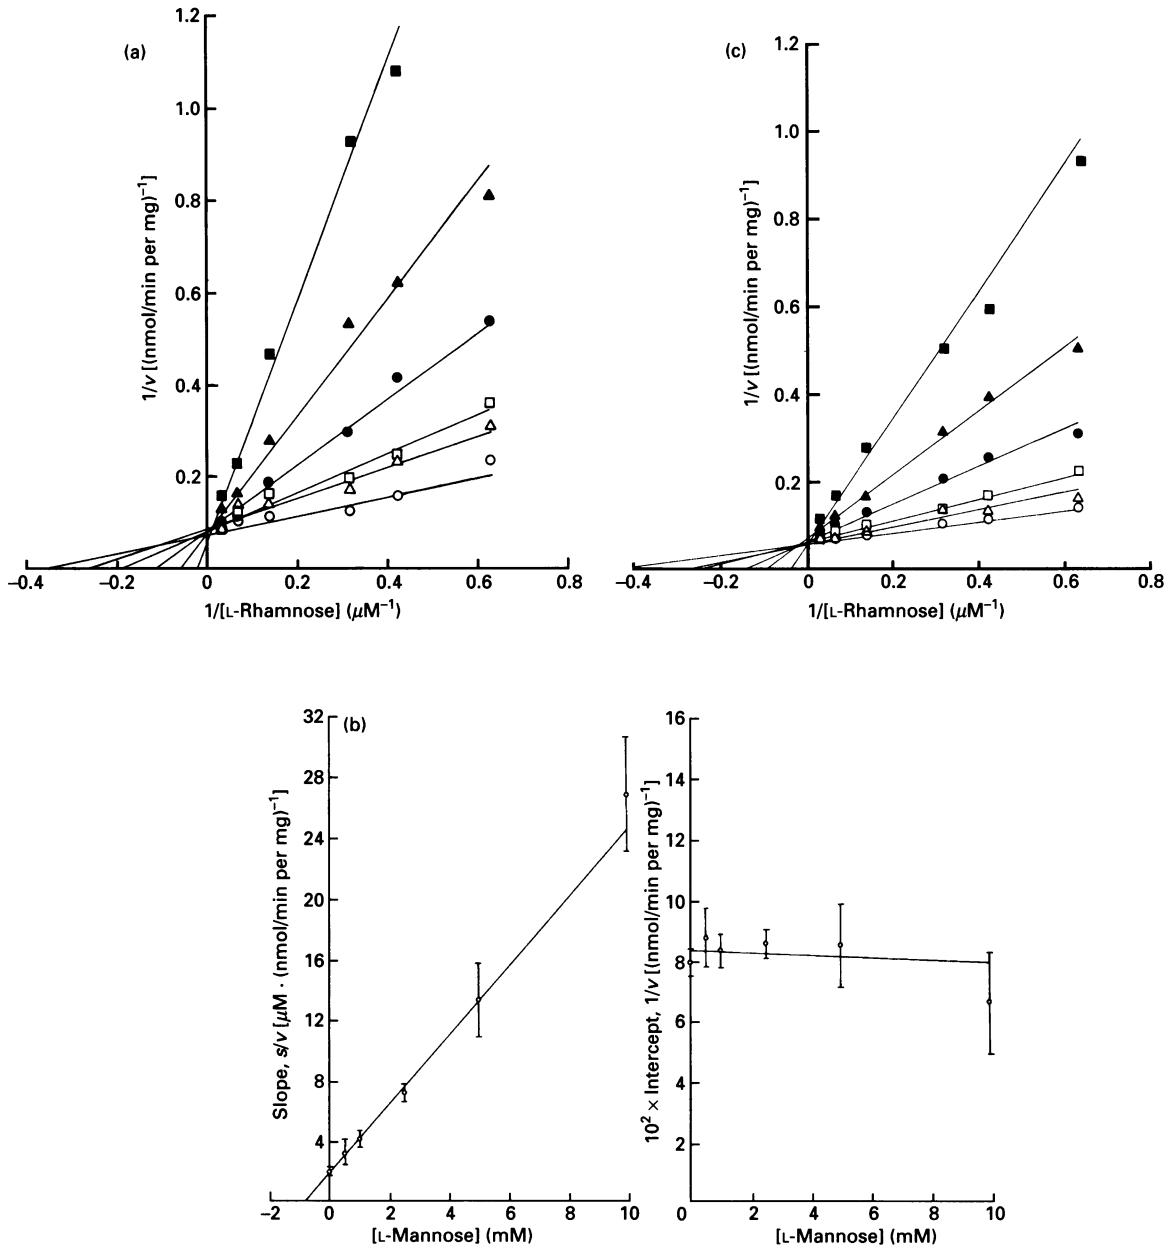 (a)
1.2
1.0
0.8
0.6
0.4
0.2
1/v [(nmol/min per mg)⁻¹]
−0.4 −0.2 0 0.2 0.4 0.6 0.8
1/[L-Rhamnose] (μM⁻¹)
(c)
1.2
1.0
0.8
0.6
0.4
0.2
1/v [(nmol/min per mg)⁻¹]
−0.4 −0.2 0 0.2 0.4 0.6 0.8
1/[L-Rhamnose] (μM⁻¹)
(b)
32
28
24
20
16
12
8
4
Slope, s/v [μM · (nmol/min per mg)⁻¹]
−2 0 2 4 6 8 10
[L-Mannose] (mM)
16
14
12
10
8
6
4
2
10² × Intercept, 1/v [(nmol/min per mg)⁻¹]
0 2 4 6 8 10
[L-Mannose] (mM)